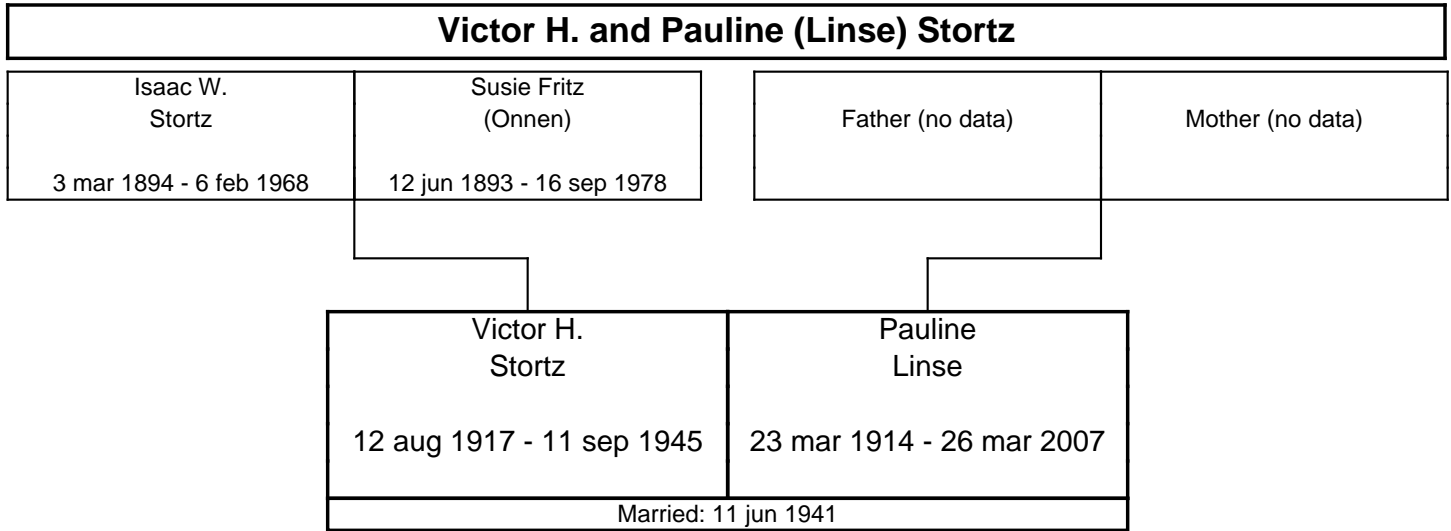 Victor H. and Pauline (Linse) Stortz
Isaac W.
Stortz
3 mar 1894 - 6 feb 1968
Susie Fritz
(Onnen)
12 jun 1893 - 16 sep 1978
Father (no data)
Mother (no data)
Victor H.
Stortz
12 aug 1917 - 11 sep 1945
Pauline
Linse
23 mar 1914 - 26 mar 2007
Married: 11 jun 1941